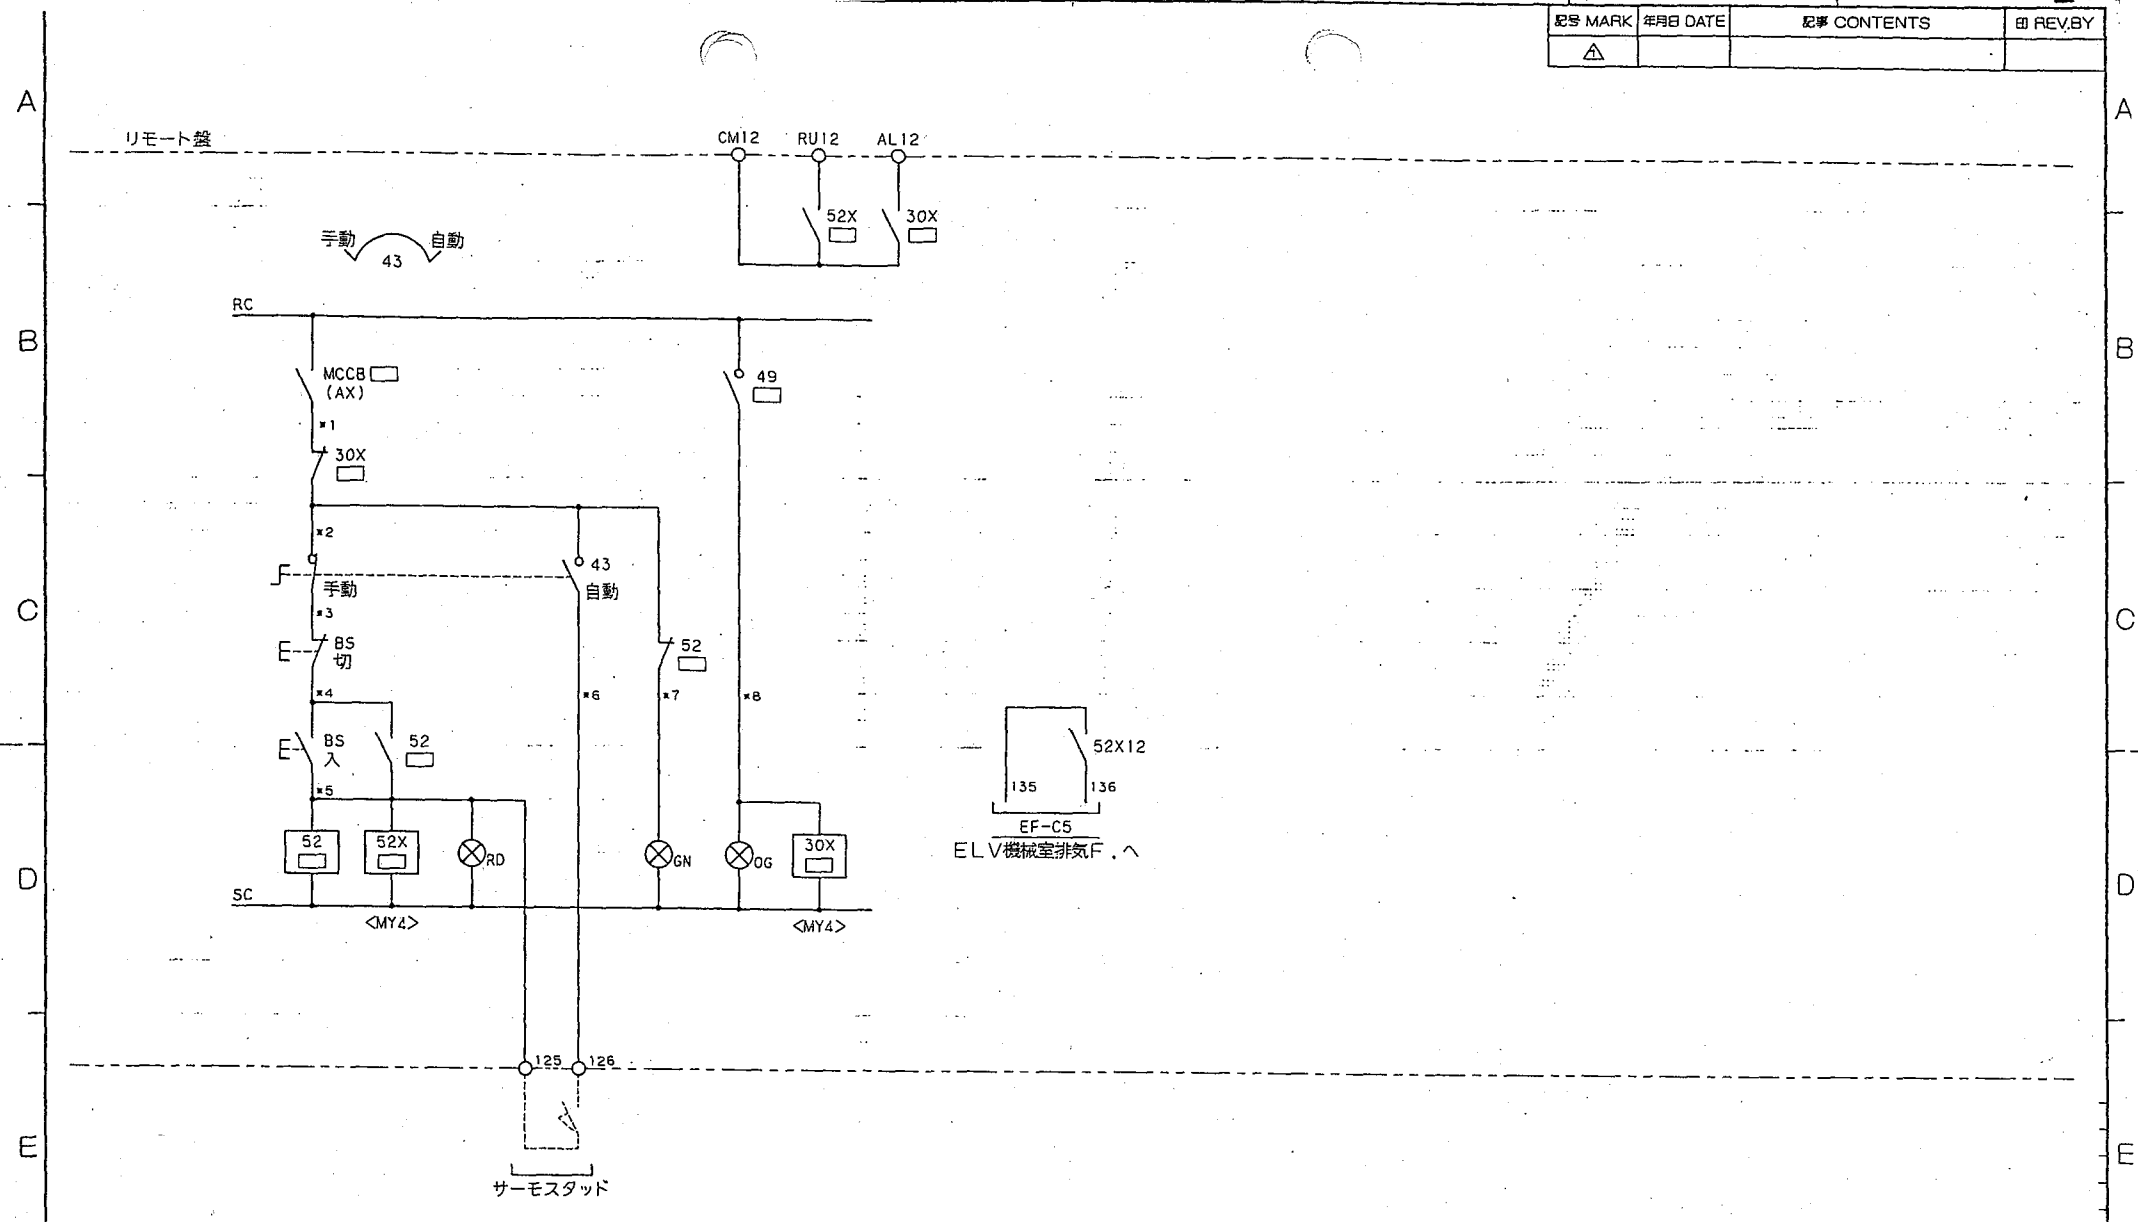 記号 MARK 年月日 DATE 記事 CONTENTS 印 REV.BY
1
A A
リモート盤 CM12 RU12 AL12
52X 30X
手動 自動
43
RC
B B
MCCB
(AX)
49
*1
30X
*2
43
手動 自動
C C
*3
BS
切
52
*4 *6 *7 *8
BS
入
52
52X12
*5
135 136
EF-C5
ELV機械室排気F.へ
52 52X RD GN OG 30X
D D
SC
<MY4> <MY4>
125 126
E E
サーモスタッド